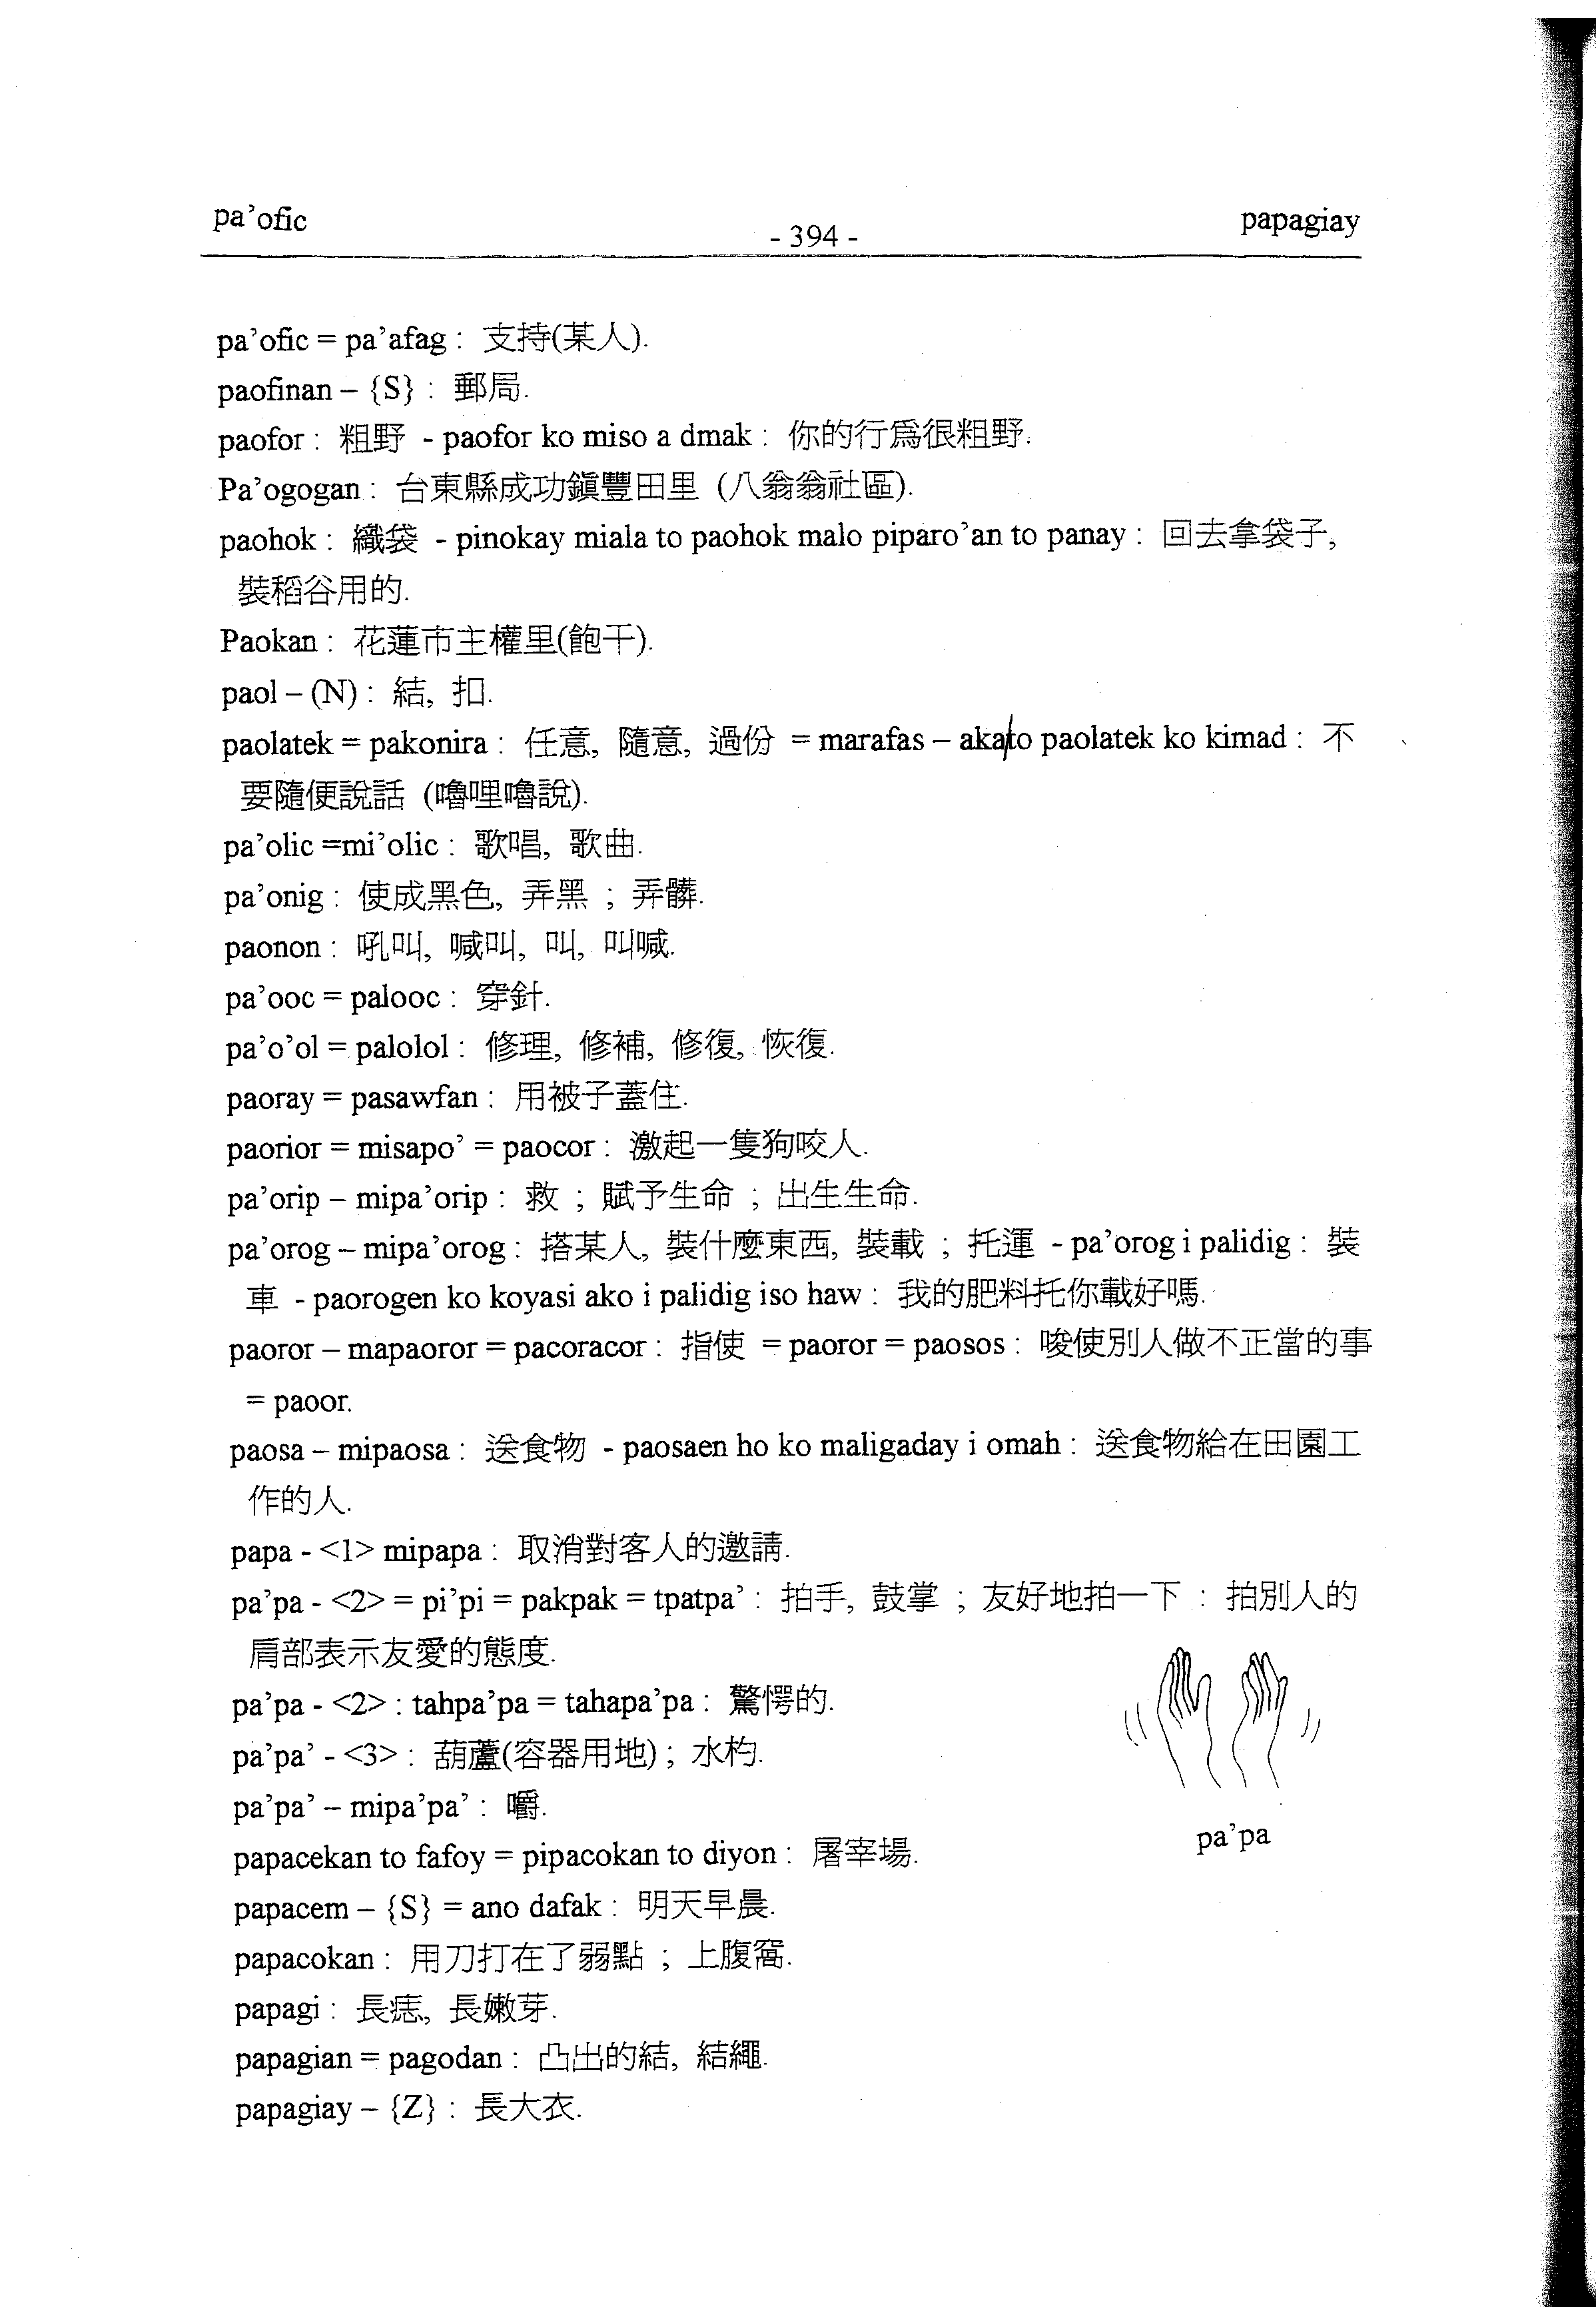 pa’ofic
- 394 -
papagiay
pa’ofic = pa’afag : 支持(某人).
paofinan – {S} : 郵局.
paofor : 粗野 - paofor ko miso a dmak : 你的行爲很粗野.
Pa’ogogan : 台東縣成功鎭豐田里 (八翁翁社區).
paohok : 織袋 - pinokay miala to paohok malo piparo’an to panay : 回去拿袋子,
裝稻谷用的.
Paokan : 花蓮市主權里(飽干).
paol – (N) : 結, 扣.
paolatek = pakonira : 任意, 隨意, 過份 = marafas – aka to paolatek ko kimad : 不
要隨便說話 (嚕哩嚕說).
pa’olic =mi’olic : 歌唱, 歌曲.
pa’onig : 使成黑色, 弄黑 ; 弄髒.
paonon : 吼叫, 喊叫, 叫, 叫喊.
pa’ooc = palooc : 穿針.
pa’o’ol = palolol : 修理, 修補, 修復, 恢復.
paoray = pasawfan : 用被子蓋住.
paorior = misapo’ = paocor : 激起一隻狗咬人.
pa’orip – mipa’orip : 救 ; 賦予生命 ; 出生生命.
pa’orog – mipa’orog : 搭某人, 裝什麼東西, 裝載 ; 托運 - pa’orog i palidig : 裝
車 - paorogen ko koyasi ako i palidig iso haw : 我的肥料托你載好嗎.
paoror – mapaoror = pacoracor : 指使 = paoror = paosos : 唆使別人做不正當的事
= paoor.
paosa – mipaosa : 送食物 - paosaen ho ko maligaday i omah : 送食物給在田園工
作的人.
papa - <1> mipapa : 取消對客人的邀請.
pa’pa - <2> = pi’pi = pakpak = tpatpa’ : 拍手, 鼓掌 ; 友好地拍一下 : 拍別人的
肩部表示友愛的態度.
pa’pa - <2> : tahpa’pa = tahapa’pa : 驚愕的.
pa’pa’ - <3> : 葫蘆(容器用地) ; 水杓.
pa’pa’ – mipa’pa’ : 嚼.
papacekan to fafoy = pipacokan to diyon : 屠宰場.
pa’pa
papacem – {S} = ano dafak : 明天早晨.
papacokan : 用刀打在了弱點 ; 上腹窩.
papagi : 長痣, 長嫩芽.
papagian = pagodan : 凸出的結, 結繩.
papagiay – {Z} : 長大衣.